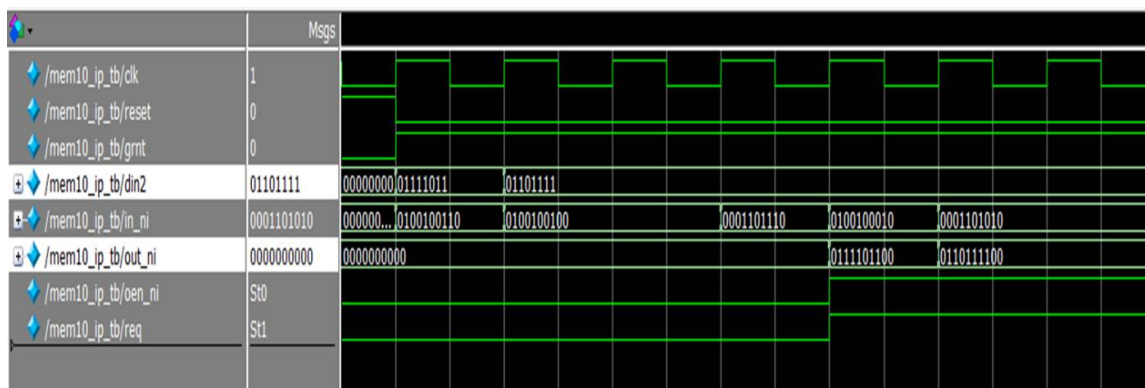 Msgs
/mem10_ip_tb/clk 1
/mem10_ip_tb/reset 0
/mem10_ip_tb/grnt 0
/mem10_ip_tb/din2 01101111 00000000 01111011 01101111
/mem10_ip_tb/in_ni 0001101010 000000... 0100100110 0100100100 0001101110 0100100010 0001101010
/mem10_ip_tb/out_ni 0000000000 0000000000 0111101100 0110111100
/mem10_ip_tb/oen_ni St0
/mem10_ip_tb/req St1